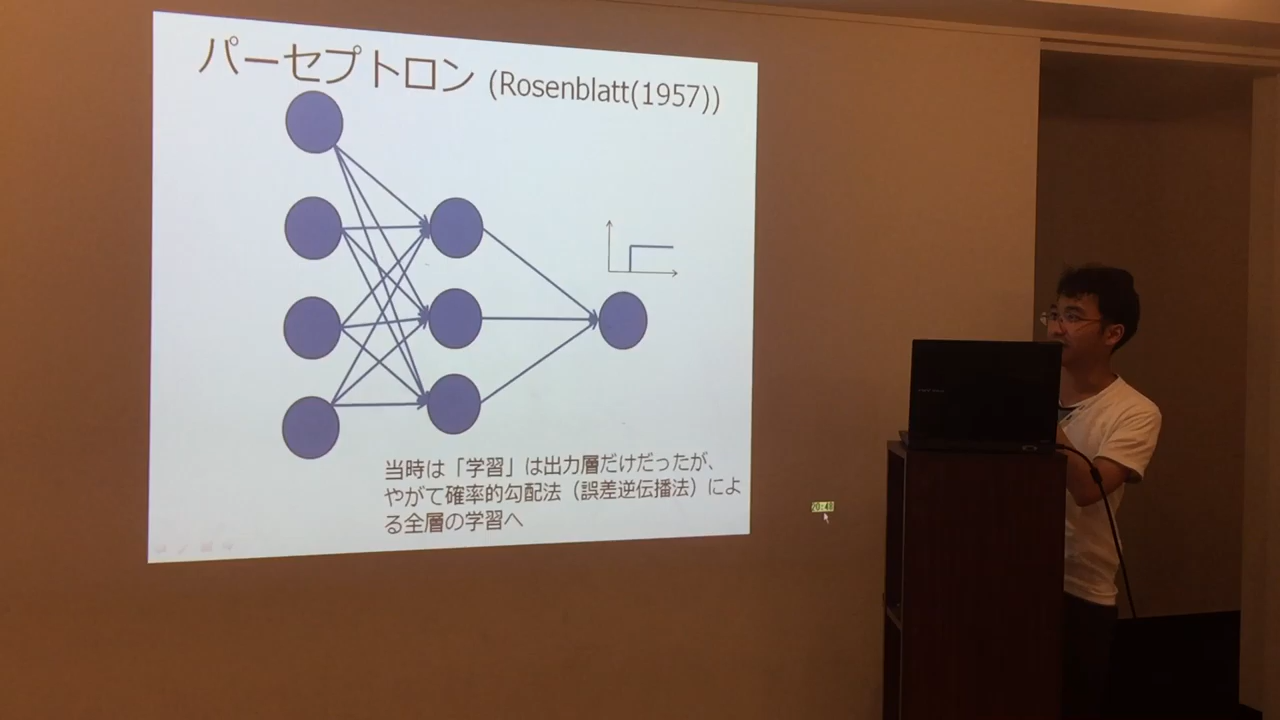 パーセプトロン (Rosenblatt(1957))
当時は「学習」は出力層だけだったが、
やがて確率的勾配法（誤差逆伝播法）によ
る全層の学習へ
20:48